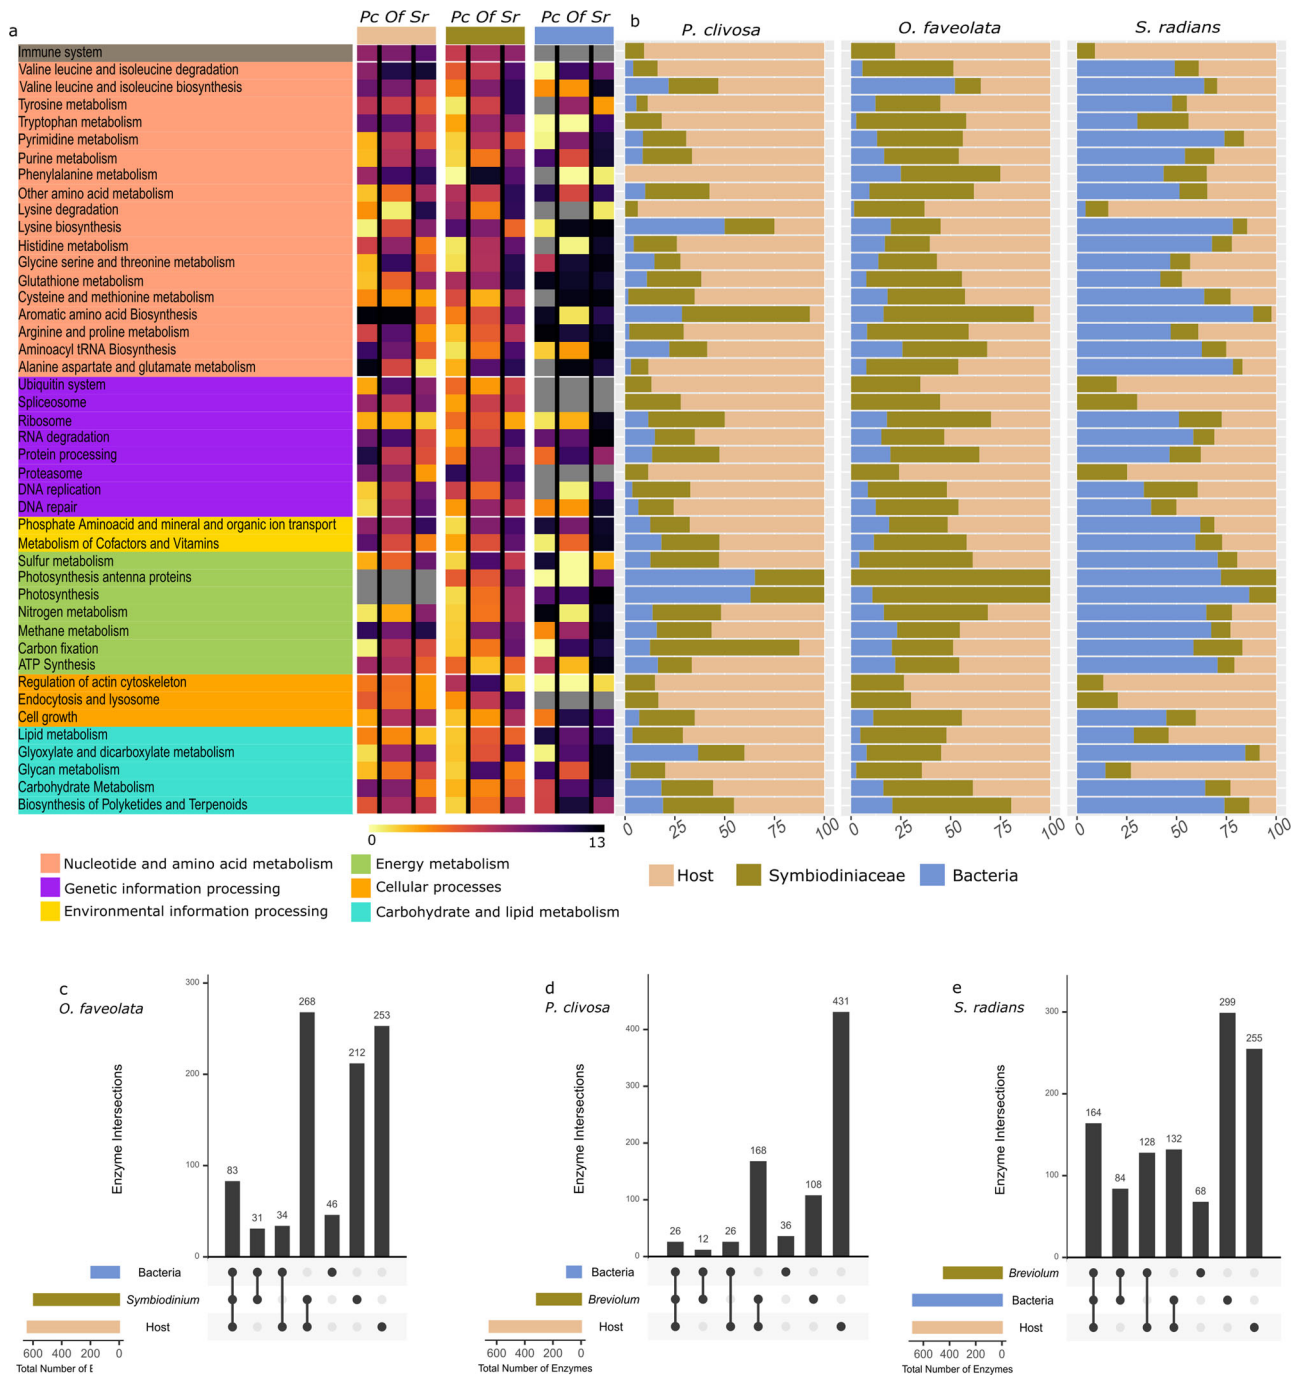 a
Pc Of Sr
Pc Of Sr
Pc Of Sr
b
P. clivosa
O. faveolata
S. radians
Immune system
Valine leucine and isoleucine degradation
Valine leucine and isoleucine biosynthesis
Tyrosine metabolism
Tryptophan metabolism
Pyrimidine metabolism
Purine metabolism
Phenylalanine metabolism
Other amino acid metabolism
Lysine degradation
Lysine biosynthesis
Histidine metabolism
Glycine serine and threonine metabolism
Glutathione metabolism
Cysteine and methionine metabolism
Aromatic amino acid Biosynthesis
Arginine and proline metabolism
Aminoacyl tRNA Biosynthesis
Alanine aspartate and glutamate metabolism
Ubiquitin system
Spliceosome
Ribosome
RNA degradation
Protein processing
Proteasome
DNA replication
DNA repair
Phosphate Aminoacid and mineral and organic ion transport
Metabolism of Cofactors and Vitamins
Sulfur metabolism
Photosynthesis antenna proteins
Photosynthesis
Nitrogen metabolism
Methane metabolism
Carbon fixation
ATP Synthesis
Regulation of actin cytoskeleton
Endocytosis and lysosome
Cell growth
Lipid metabolism
Glyoxylate and dicarboxylate metabolism
Glycan metabolism
Carbohydrate Metabolism
Biosynthesis of Polyketides and Terpenoids
0 13
0 25 50 75 100
0 25 50 75 100
0 25 50 75 100
Nucleotide and amino acid metabolism
Genetic information processing
Environmental information processing
Energy metabolism
Cellular processes
Carbohydrate and lipid metabolism
Host
Symbiodiniaceae
Bacteria
c
O. faveolata
Enzyme Intersections
300
200
100
0
83
31
34
268
46
212
253
Bacteria
Symbiodinium
Host
600 400 200 0
Total Number of E
d
P. clivosa
Enzyme Intersections
400
300
200
100
0
26
12
26
168
36
108
431
Bacteria
Breviolum
Host
600 400 200 0
Total Number of Enzymes
e
S. radians
Enzyme Intersections
300
200
100
0
164
84
128
132
68
299
255
Breviolum
Bacteria
Host
600 400 200 0
Total Number of Enzymes